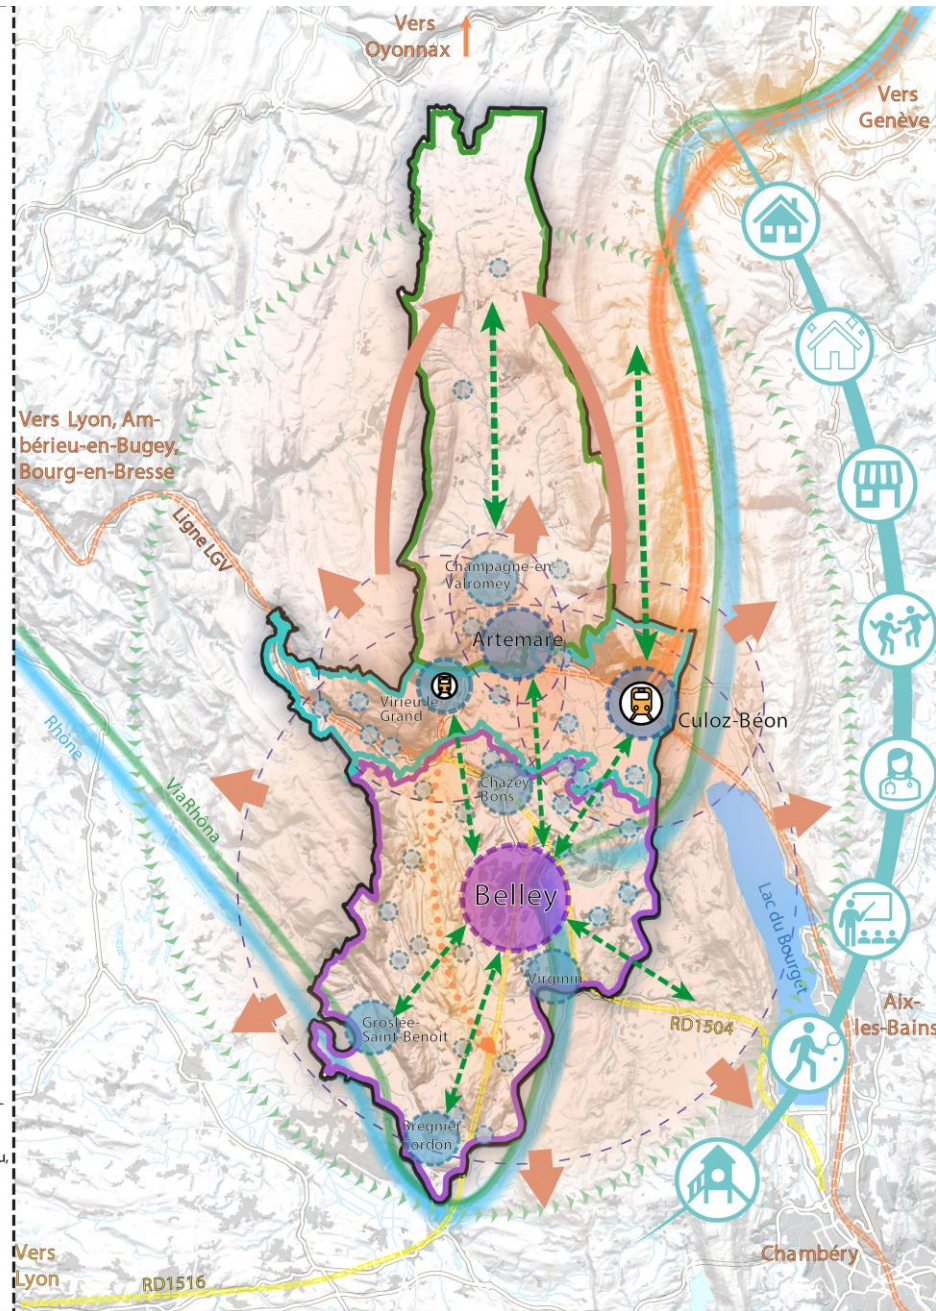 Vers
Oyonnax
Vers
Genève
Vers Lyon, Am-
bérieu-en-Bugey,
Bourg-en-Bresse
Ligne LGV
Champagne-en
Valromey
Artemare
Virieu-le
Grand
Culoz-Béon
Rhône
ViaRhôna
Chazey
Bons
Belley
Lac du Bourget
Virginin
Groslée-
Saint-Benoit
RD1504
Aix-
les-Bains
Brégnier-
Cordon
u,
Vers
Lyon
RD1516
Chambéry